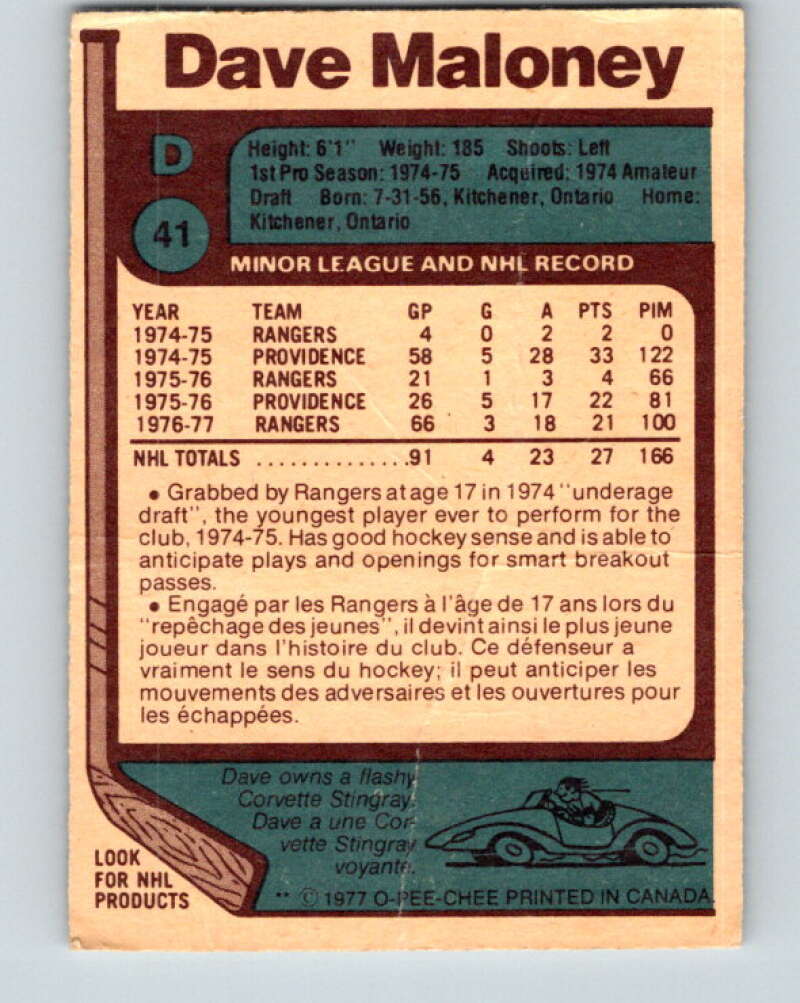 Dave Maloney
D
41
Height: 6'1" Weight: 185 Shoots: Left
1st Pro Season: 1974-75 Acquired: 1974 Amateur
Draft Born: 7-31-56, Kitchener, Ontario Home:
Kitchener, Ontario
MINOR LEAGUE AND NHL RECORD
YEAR TEAM GP G A PTS PIM
1974-75 RANGERS 4 0 2 2 0
1974-75 PROVIDENCE 58 5 28 33 122
1975-76 RANGERS 21 1 3 4 66
1975-76 PROVIDENCE 26 5 17 22 81
1976-77 RANGERS 66 3 18 21 100
NHL TOTALS ..............91 4 23 27 166
• Grabbed by Rangers at age 17 in 1974 "underage
draft", the youngest player ever to perform for the
club, 1974-75. Has good hockey sense and is able to
anticipate plays and openings for smart breakout
passes.
• Engagé par les Rangers à l'âge de 17 ans lors du
"repêchage des jeunes", il devint ainsi le plus jeune
joueur dans l'histoire du club. Ce défenseur a
vraiment le sens du hockey; il peut anticiper les
mouvements des adversaires et les ouvertures pour
les échappées.
Dave owns a flashy
Corvette Stingray.
Dave a une Cor-
vette Stingray
voyante.
LOOK
FOR NHL
PRODUCTS
** © 1977 O-PEE-CHEE PRINTED IN CANADA.